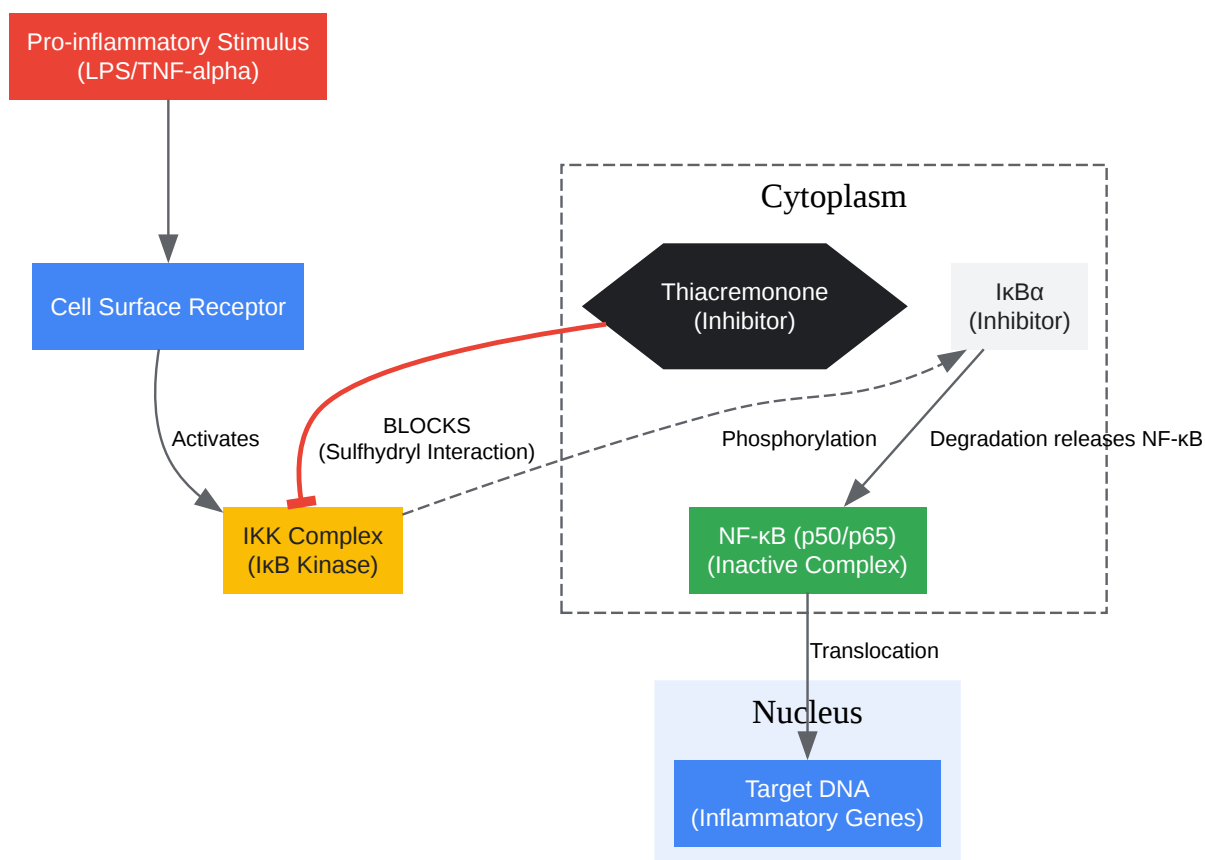 Pro-inflammatory Stimulus
(LPS/TNF-alpha)
Cytoplasm
Cell Surface Receptor
Thiacremonone
(Inhibitor)
IκBα
(Inhibitor)
Activates
BLOCKS
(Sulfhydryl Interaction)
Phosphorylation
Degradation releases NF-κB
IKK Complex
(IκB Kinase)
NF-κB (p50/p65)
(Inactive Complex)
Translocation
Nucleus
Target DNA
(Inflammatory Genes)